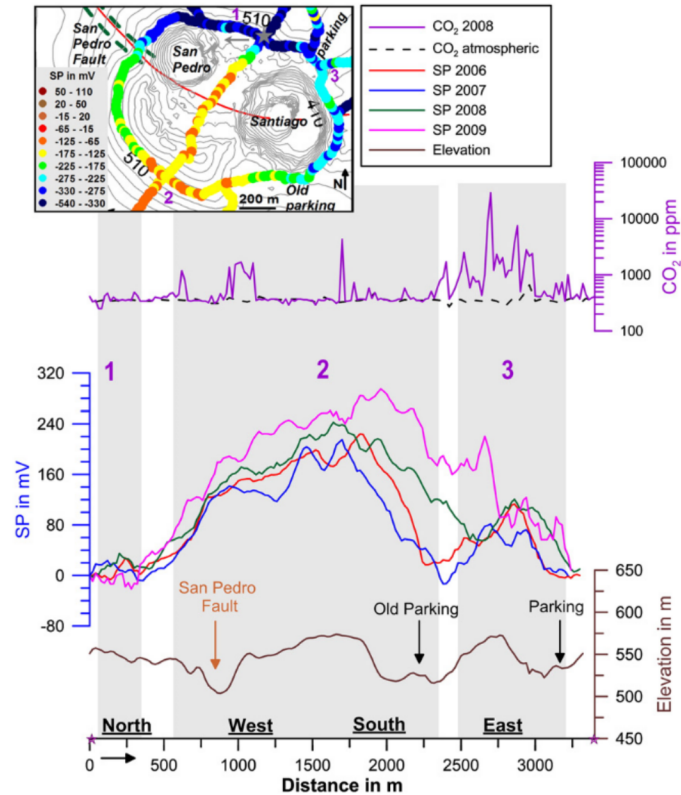 1
510
parking
San
Pedro
Fault
San
Pedro
3
SP in mV
50 - 110
20 - 50
-15 - 20
-65 - -15
-125 - -65
-175 - -125
-225 - -175
-275 - -225
-330 - -275
-540 - -330
Santiago
410
510
2
Old
parking
N
200 m
CO2 2008
CO2 atmospheric
SP 2006
SP 2007
SP 2008
SP 2009
Elevation
100000
10000
1000
100
CO2 in ppm
1
2
3
320
240
160
80
0
-80
SP in mV
San Pedro
Fault
Old Parking
Parking
650
600
550
500
450
Elevation in m
North
West
South
East
0
500
1000
1500
2000
2500
3000
Distance in m